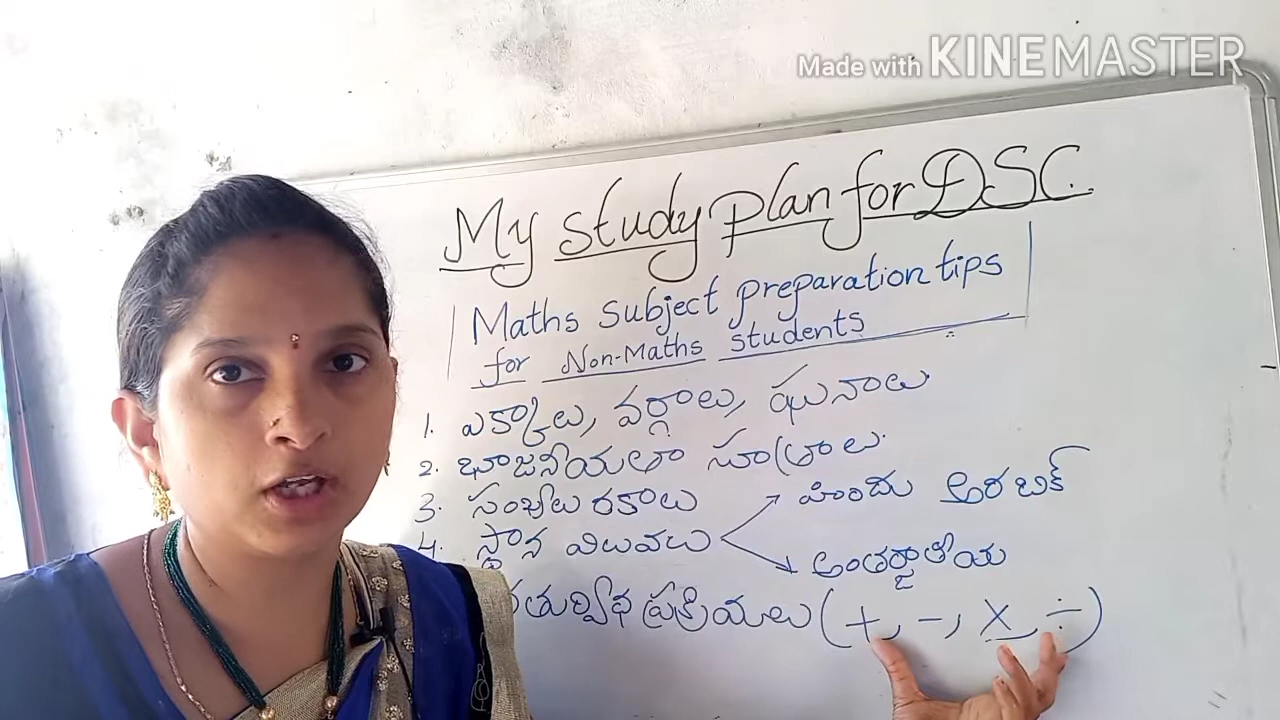 Made with KINEMASTER
My study plan for DSC.
Maths subject preparation tips
for Non-Maths students
1. ఎక్కాలు, వర్గాలు, ఘనాలు
2. భాజనీయతా సూత్రాలు
3. సంఖ్యలు రకాలు
4. స్థాన విలువలు
హిందు అరబిక్
అంతర్జాతీయ
చతుర్విధ ప్రక్రియలు (+, -, ×, ÷)